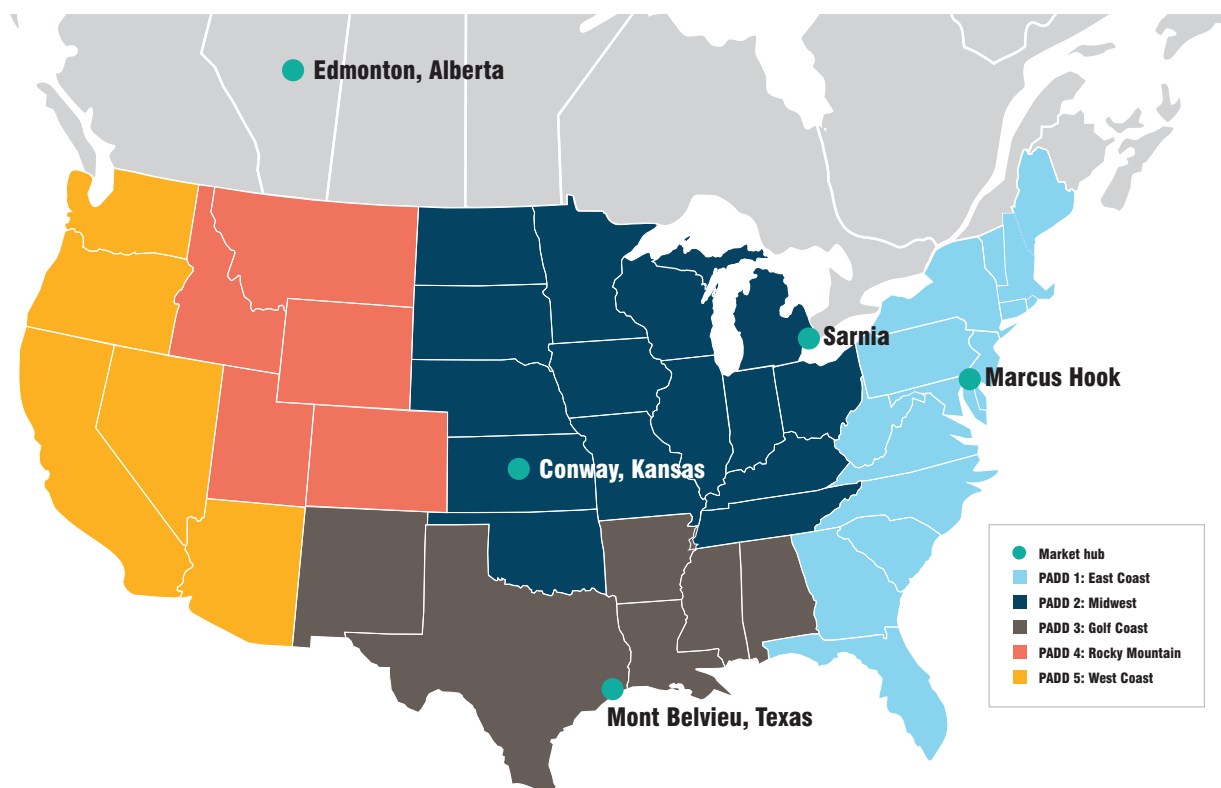 Edmonton, Alberta
Sarnia
Marcus Hook
Conway, Kansas
Mont Belvieu, Texas
Market hub
PADD 1: East Coast
PADD 2: Midwest
PADD 3: Golf Coast
PADD 4: Rocky Mountain
PADD 5: West Coast